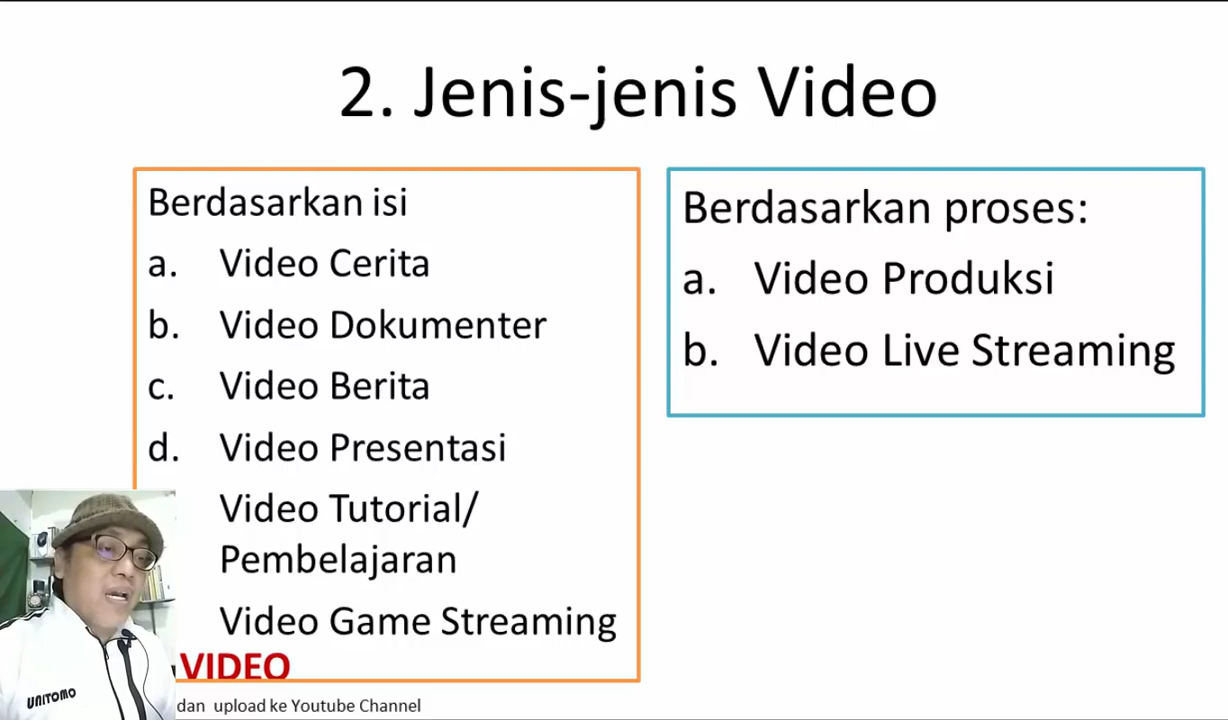 2. Jenis-jenis Video
Berdasarkan isi
a. Video Cerita
b. Video Dokumenter
c. Video Berita
d. Video Presentasi
Video Tutorial/
Pembelajaran
Video Game Streaming
VIDEO
dan upload ke Youtube Channel
Berdasarkan proses:
a. Video Produksi
b. Video Live Streaming
UNITOMO